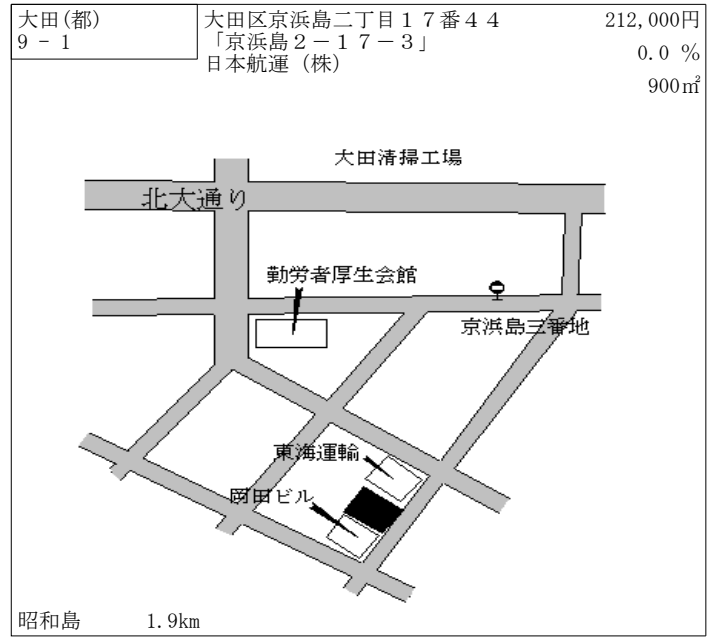 大田(都)
9 － 1
大田区京浜島二丁目１７番４４
「京浜島２－１７－３」
日本航運（株）
212,000円
0.0 %
900㎡
大田清掃工場
北大通り
勤労者厚生会館
京浜島三番地
東海運輸
岡田ビル
昭和島 1.9km